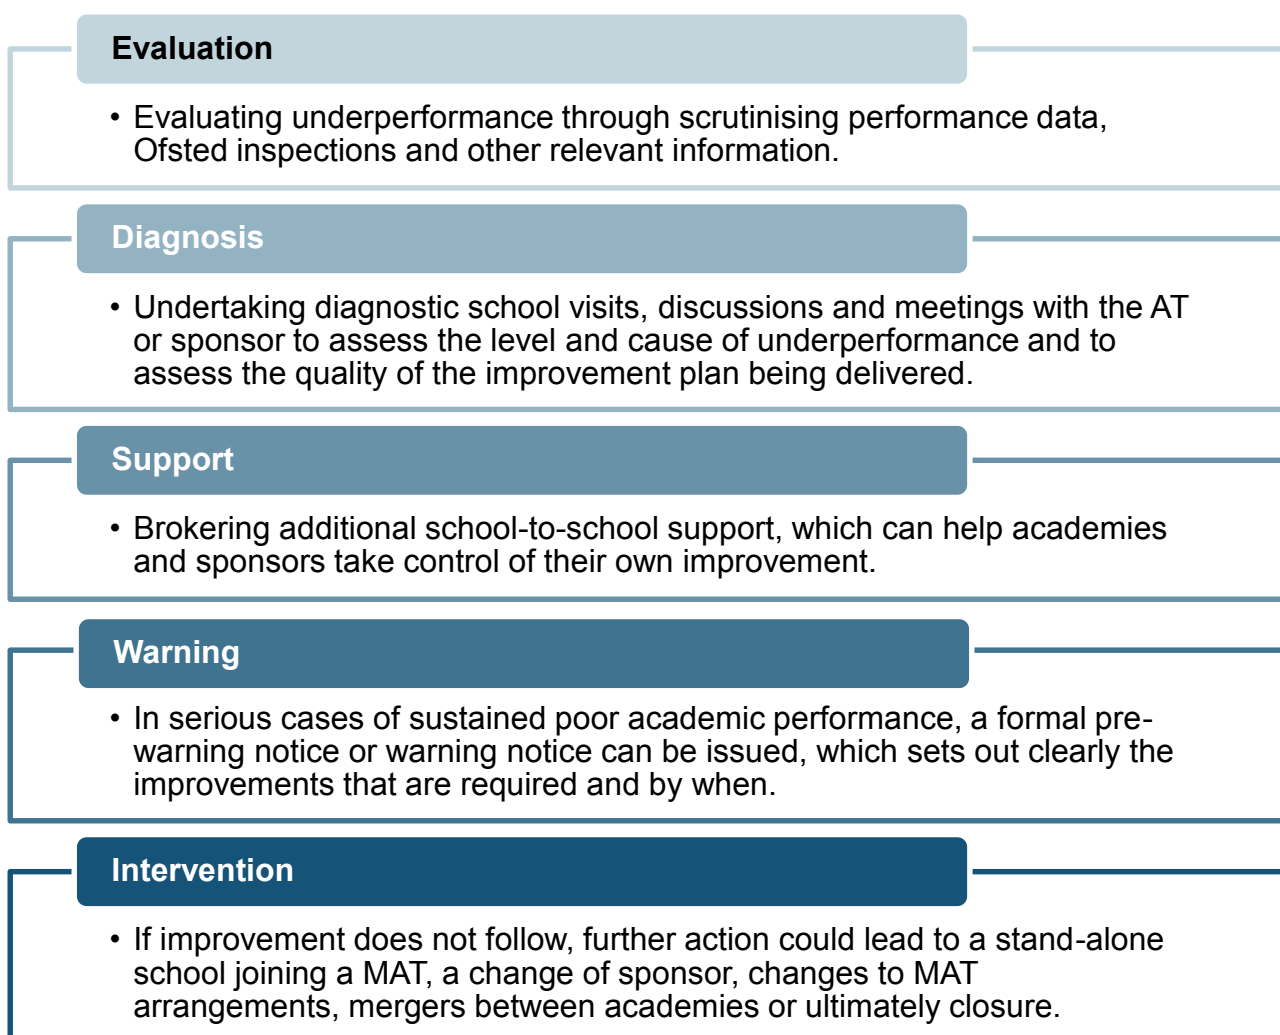 Evaluation
• Evaluating underperformance through scrutinising performance data,
Ofsted inspections and other relevant information.
Diagnosis
• Undertaking diagnostic school visits, discussions and meetings with the AT
or sponsor to assess the level and cause of underperformance and to
assess the quality of the improvement plan being delivered.
Support
• Brokering additional school-to-school support, which can help academies
and sponsors take control of their own improvement.
Warning
• In serious cases of sustained poor academic performance, a formal pre-
warning notice or warning notice can be issued, which sets out clearly the
improvements that are required and by when.
Intervention
• If improvement does not follow, further action could lead to a stand-alone
school joining a MAT, a change of sponsor, changes to MAT
arrangements, mergers between academies or ultimately closure.